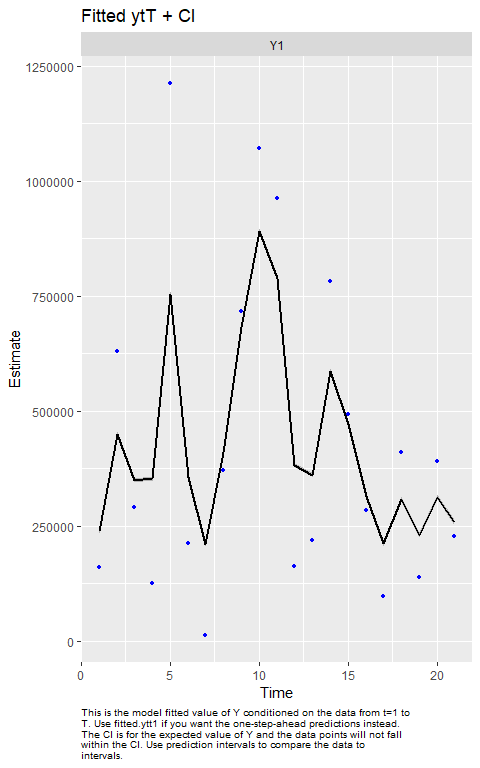 Fitted ytT + CI
Y1
1250000
1000000
750000
500000
250000
0
Estimate
0 5 10 15 20
Time
This is the model fitted value of Y conditioned on the data from t=1 to
T. Use fitted.ytt1 if you want the one-step-ahead predictions instead.
The CI is for the expected value of Y and the data points will not fall
within the CI. Use prediction intervals to compare the data to
intervals.